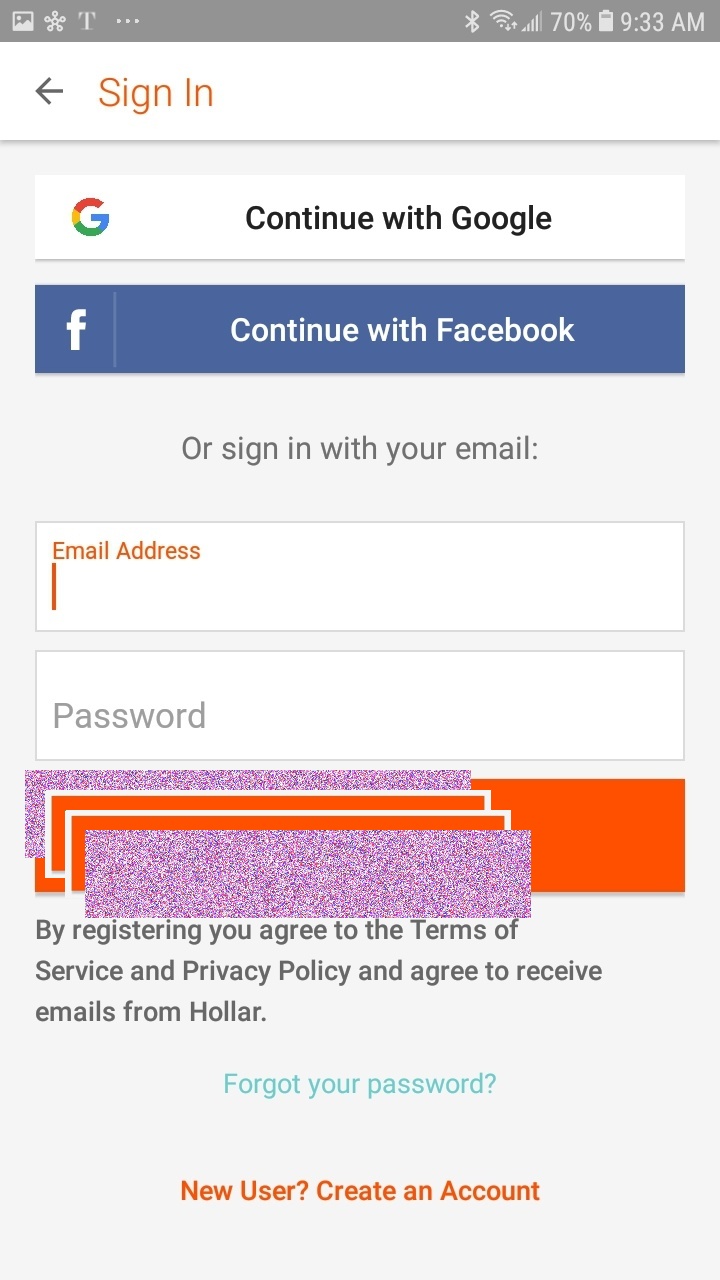 70% 9:33 AM
Sign In
Continue with Google
Continue with Facebook
Or sign in with your email:
Email Address
Password
By registering you agree to the Terms of
Service and Privacy Policy and agree to receive
emails from Hollar.
Forgot your password?
New User? Create an Account